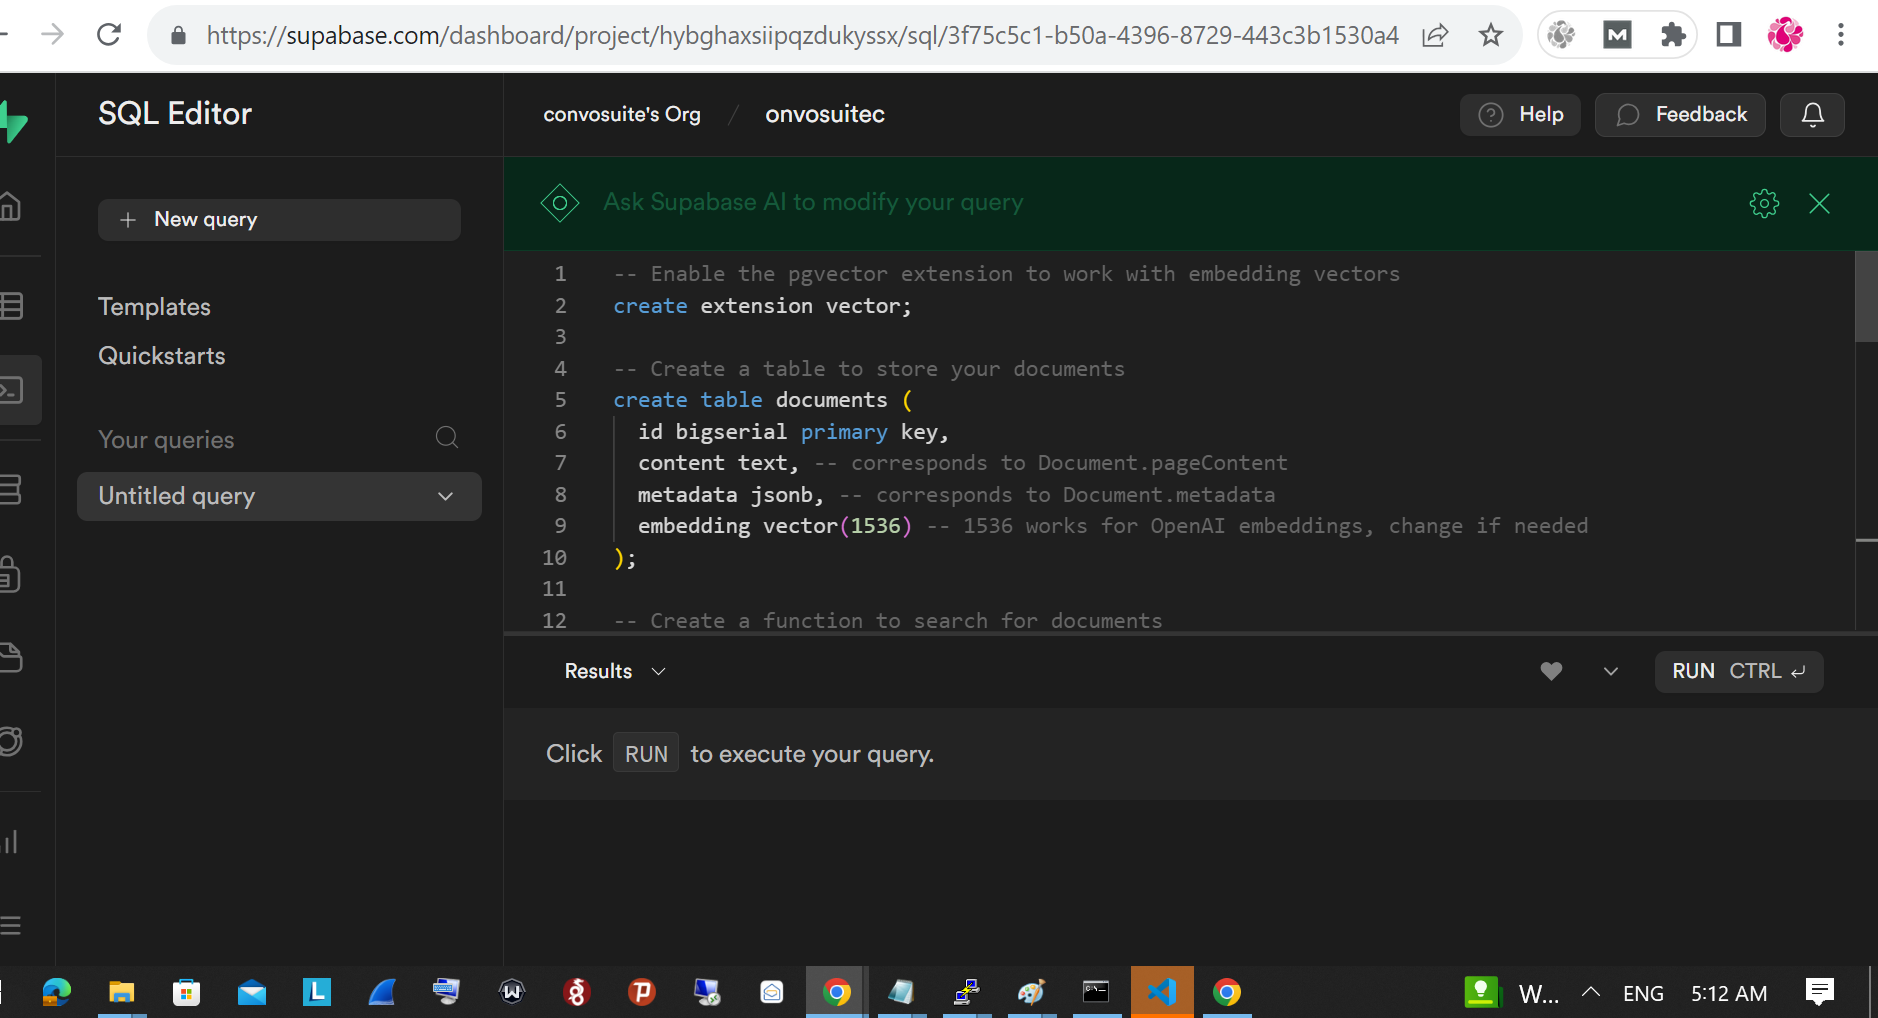 https://supabase.com/dashboard/project/hybghaxsiipqzdukyssx/sql/3f75c5c1-b50a-4396-8729-443c3b1530a4
SQL Editor
convosuite's Org / onvosuitec
Help
Feedback
+ New query
Templates
Quickstarts
Your queries
Untitled query
Ask Supabase AI to modify your query
1 -- Enable the pgvector extension to work with embedding vectors
2 create extension vector;
3
4 -- Create a table to store your documents
5 create table documents (
6 id bigserial primary key,
7 content text, -- corresponds to Document.pageContent
8 metadata jsonb, -- corresponds to Document.metadata
9 embedding vector(1536) -- 1536 works for OpenAI embeddings, change if needed
10 );
11
12 -- Create a function to search for documents
Results
RUN CTRL ↵
Click RUN to execute your query.
W... ENG 5:12 AM